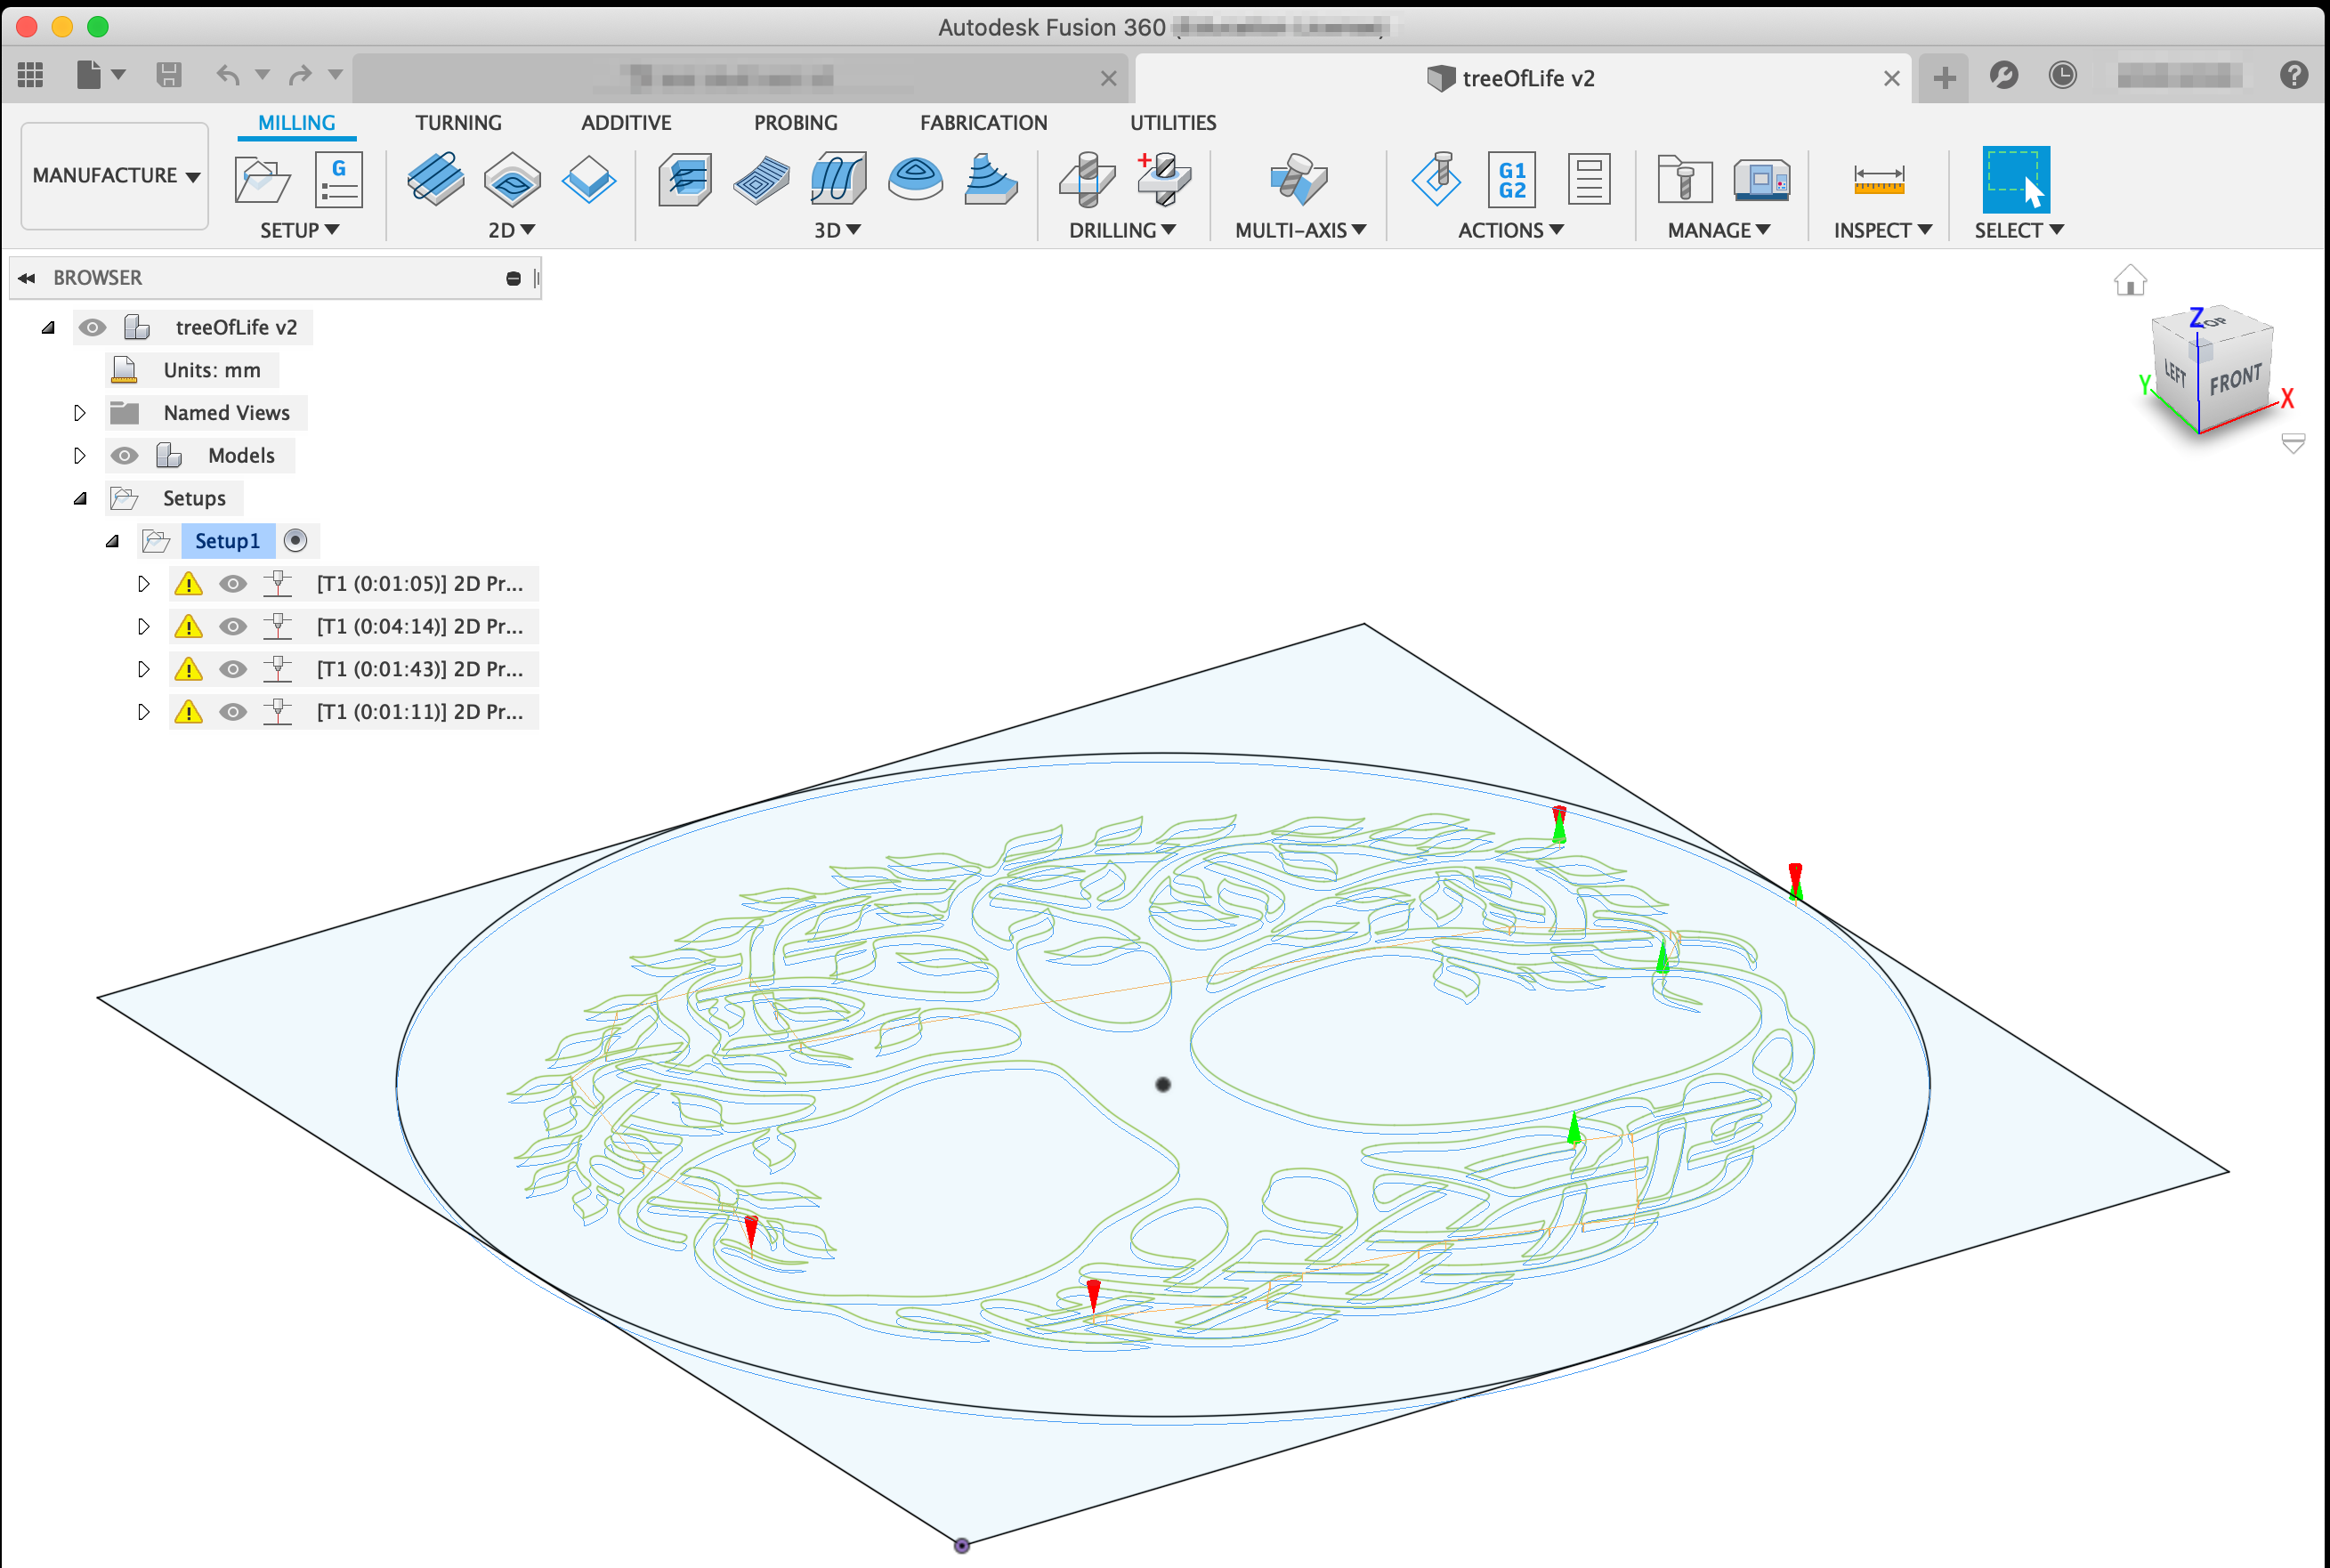 Autodesk Fusion 360
treeOfLife v2
MANUFACTURE
MILLING TURNING ADDITIVE PROBING FABRICATION UTILITIES
G
G1
G2
SETUP 2D 3D DRILLING MULTI-AXIS ACTIONS MANAGE INSPECT SELECT
BROWSER
treeOfLife v2
Units: mm
Named Views
Models
Setups
Setup1
[T1 (0:01:05)] 2D Pr...
[T1 (0:04:14)] 2D Pr...
[T1 (0:01:43)] 2D Pr...
[T1 (0:01:11)] 2D Pr...
Z
TOP
LEFT FRONT
Y
X